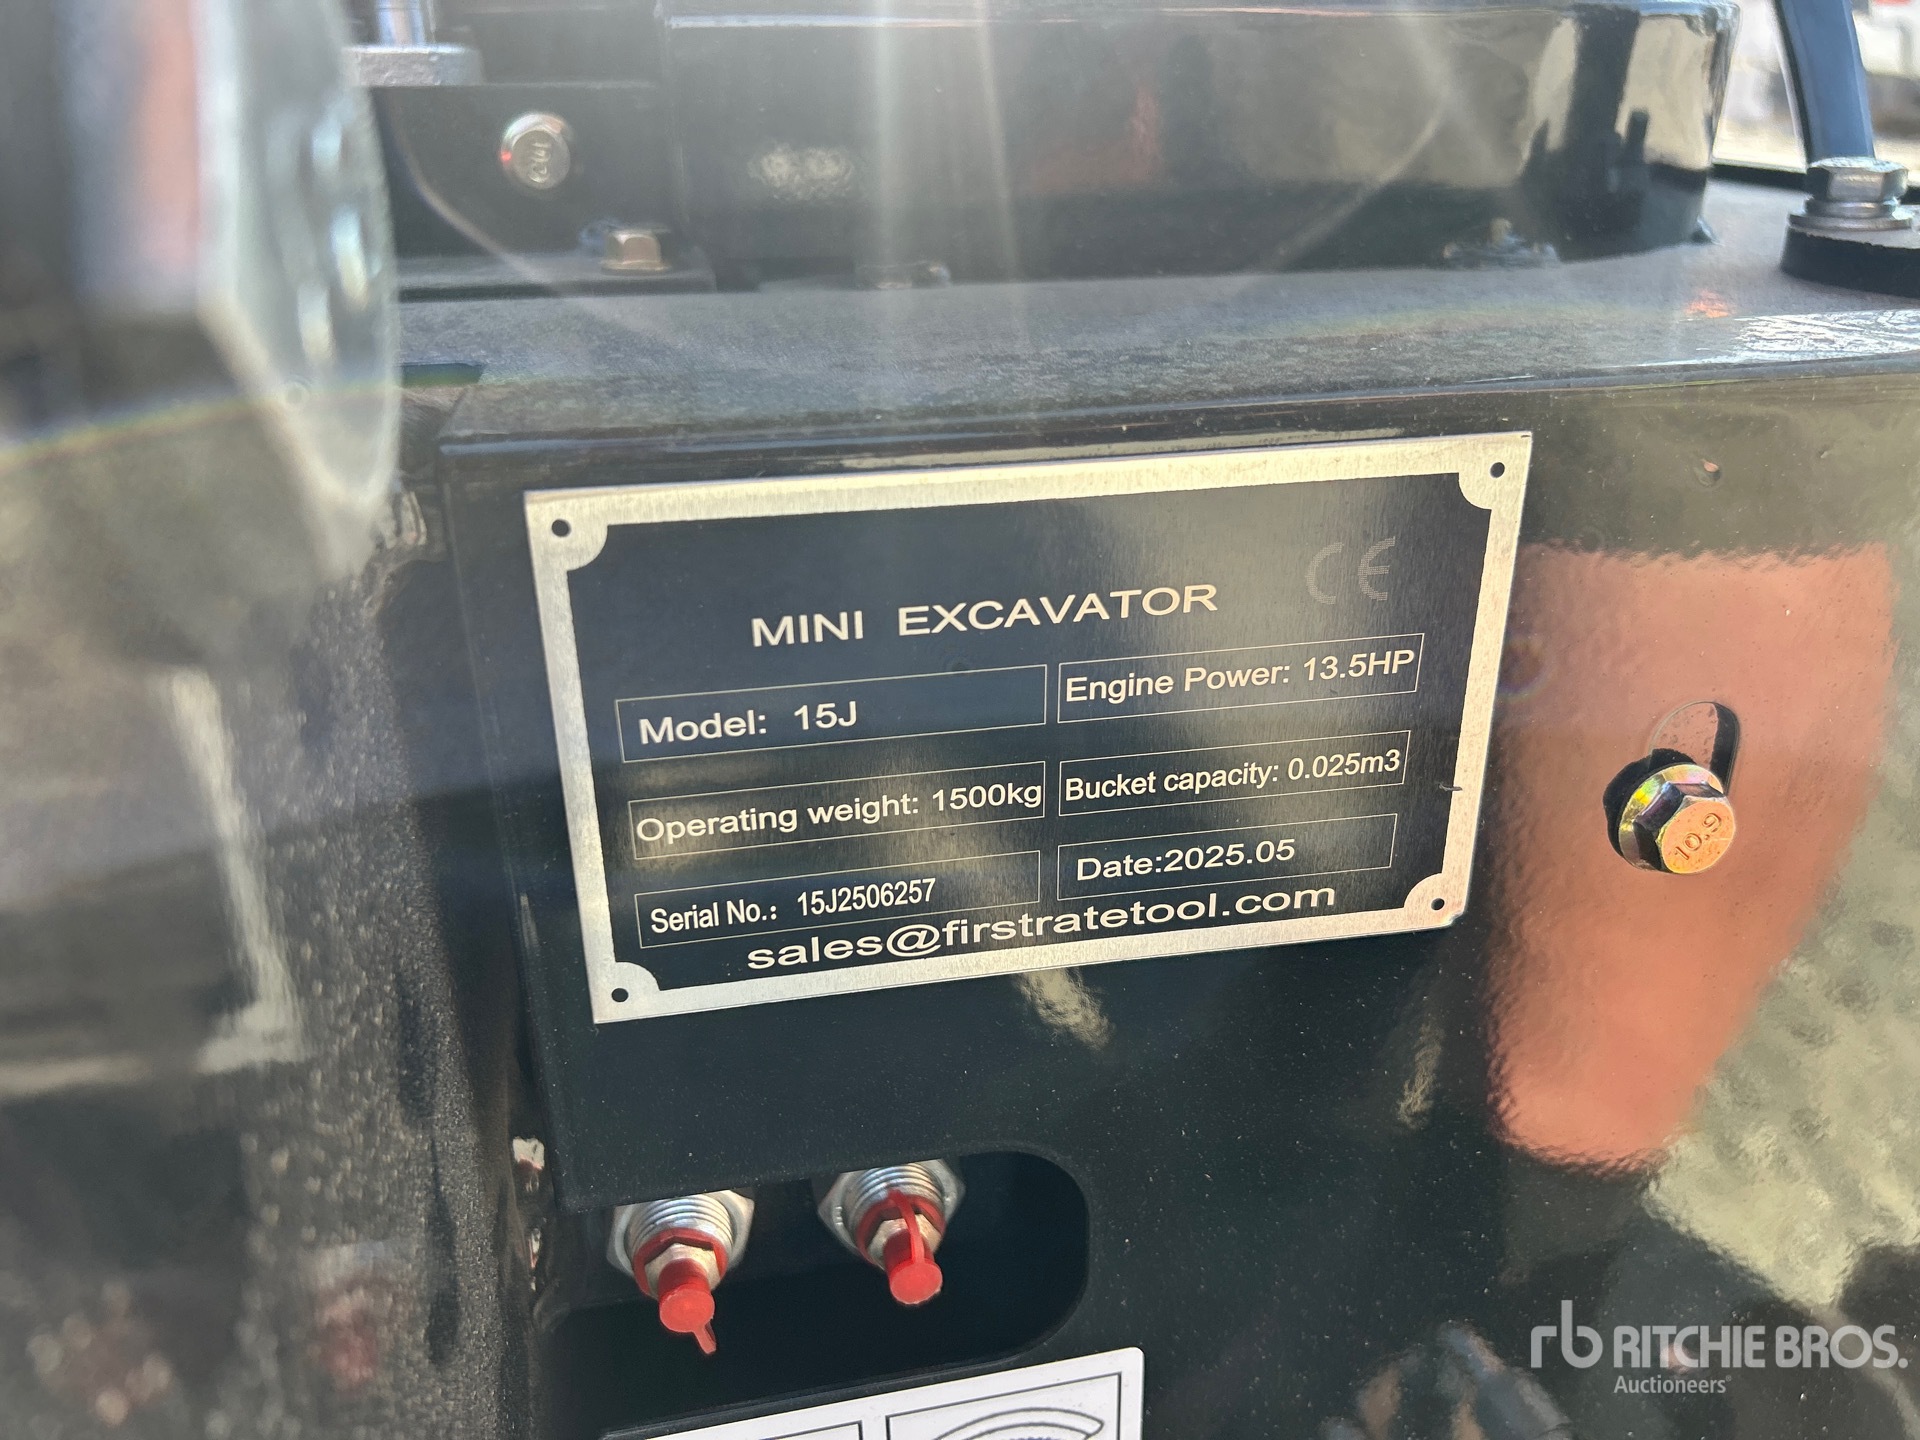 MINI EXCAVATOR
CE
Model: 15J
Engine Power: 13.5HP
Operating weight: 1500kg
Bucket capacity: 0.025m3
Serial No.: 15J2506257
Date:2025.05
sales@firstratetool.com
10.9
rb RITCHIE BROS.
Auctioneers